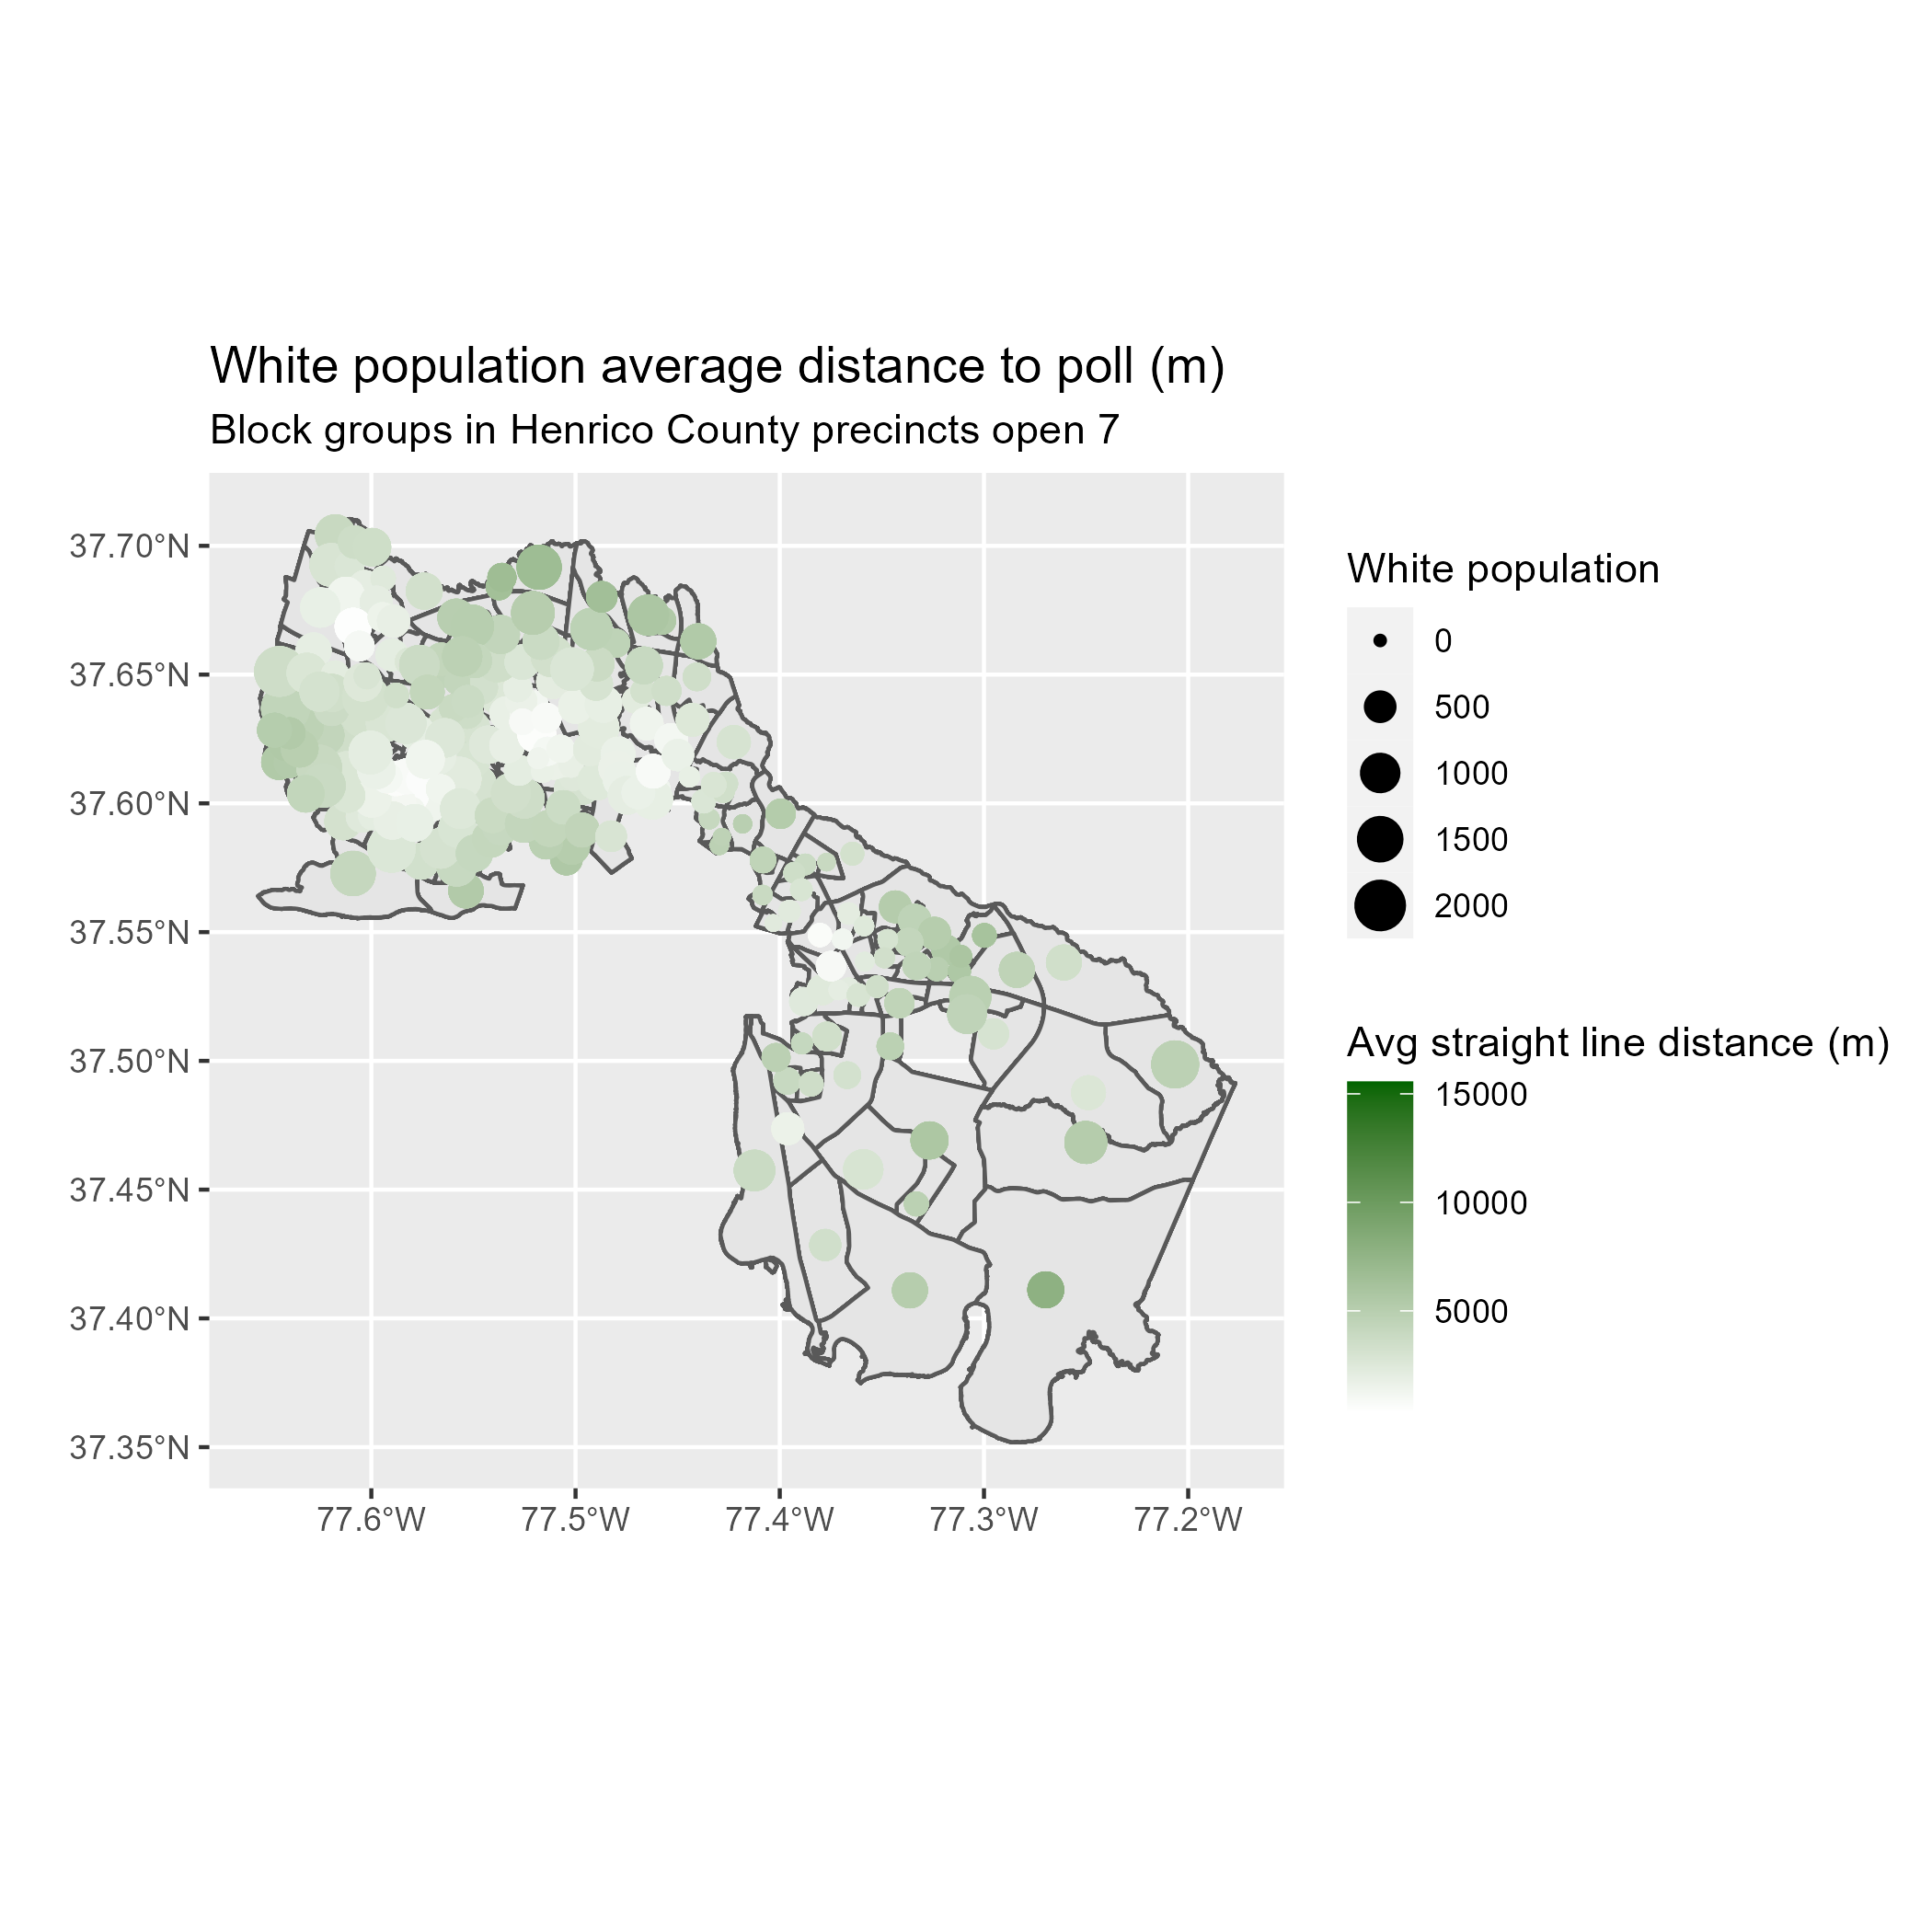 White population average distance to poll (m)
Block groups in Henrico County precincts open 7
37.70°N
37.65°N
37.60°N
37.55°N
37.50°N
37.45°N
37.40°N
37.35°N
77.6°W
77.5°W
77.4°W
77.3°W
77.2°W
White population
0
500
1000
1500
2000
Avg straight line distance (m)
15000
10000
5000